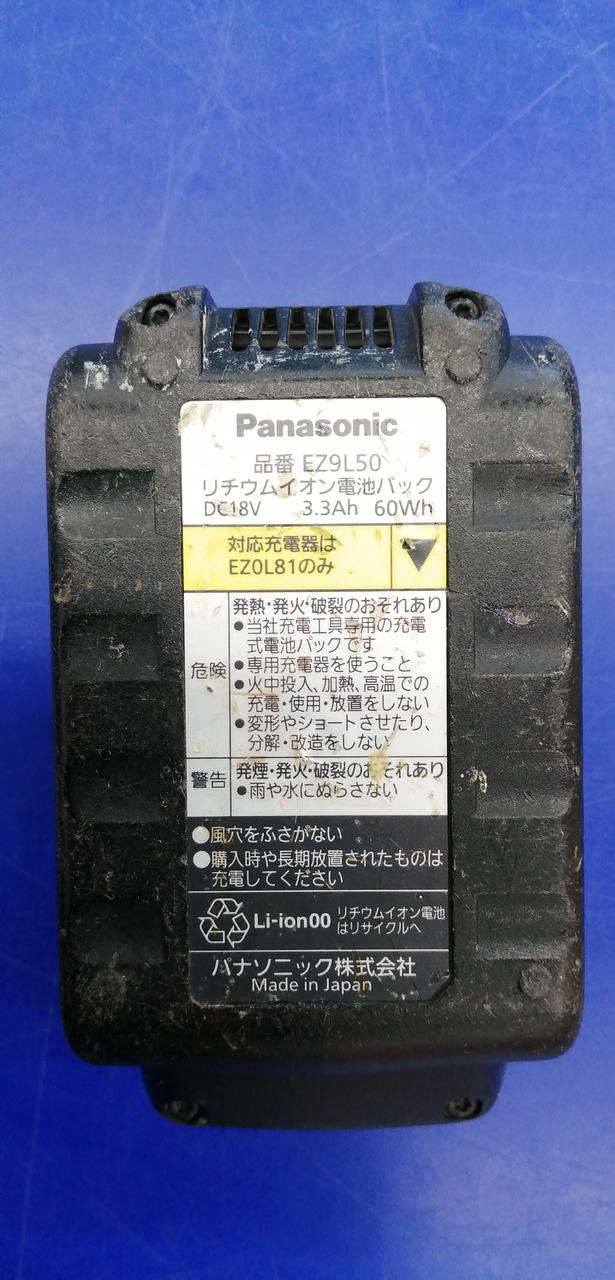 Panasonic
品番 EZ9L50
リチウムイオン電池パック
DC18V 3.3Ah 60Wh
対応充電器は
EZ0L81のみ
危険
発熱・発火・破裂のおそれあり
●当社充電工具専用の充電
式電池パックです
●専用充電器を使うこと
●火中投入、加熱、高温での
充電・使用・放置をしない
●変形やショートさせたり、
分解・改造をしない
警告
発煙・発火・破裂のおそれあり
●雨や水にぬらさない
●風穴をふさがない
●購入時や長期放置されたものは
充電してください
Li-ion00
リチウムイオン電池
はリサイクルへ
パナソニック株式会社
Made in Japan